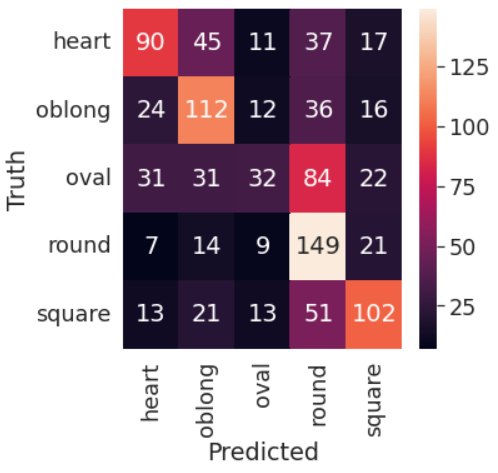 heart 90 45 11 37 17
oblong 24 112 12 36 16
oval 31 31 32 84 22
round 7 14 9 149 21
square 13 21 13 51 102
Truth
heart oblong oval round square
Predicted
125
100
75
50
25